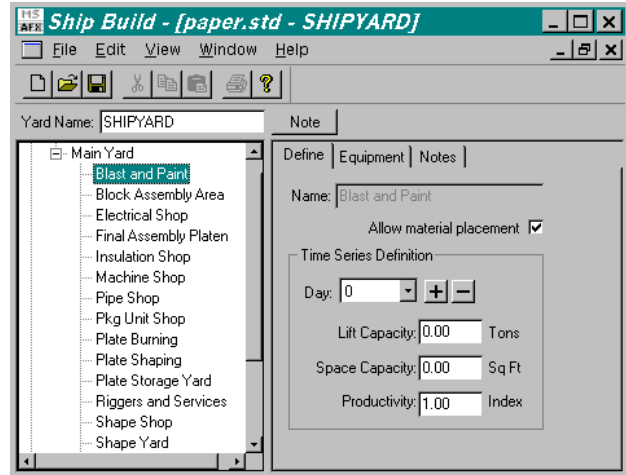 MS AFX Ship Build - [paper.std - SHIPYARD]
File Edit View Window Help
Yard Name: SHIPYARD Note
Main Yard
Blast and Paint
Block Assembly Area
Electrical Shop
Final Assembly Platen
Insulation Shop
Machine Shop
Pipe Shop
Pkg Unit Shop
Plate Burning
Plate Shaping
Plate Storage Yard
Riggers and Services
Shape Shop
Shape Yard
Define Equipment Notes
Name: Blast and Paint
Allow material placement
Time Series Definition
Day: 0
Lift Capacity: 0.00 Tons
Space Capacity: 0.00 Sq Ft
Productivity: 1.00 Index